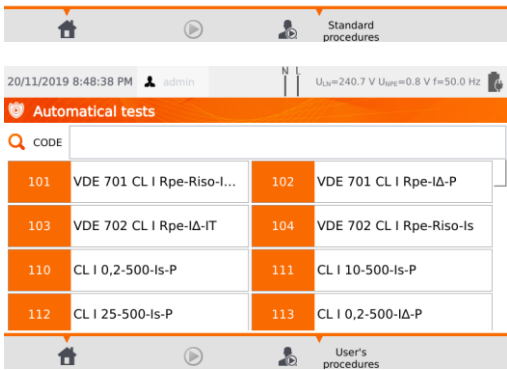 Standard
procedures
20/11/2019 8:48:38 PM admin N L U_LN=240.7 V U_NPE=0.8 V f=50.0 Hz
Automatical tests
CODE
101 VDE 701 CL I Rpe-Riso-I... 102 VDE 701 CL I Rpe-IΔ-P
103 VDE 702 CL I Rpe-IΔ-IT 104 VDE 702 CL I Rpe-Riso-Is
110 CL I 0,2-500-Is-P 111 CL I 10-500-Is-P
112 CL I 25-500-Is-P 113 CL I 0,2-500-IΔ-P
User's
procedures